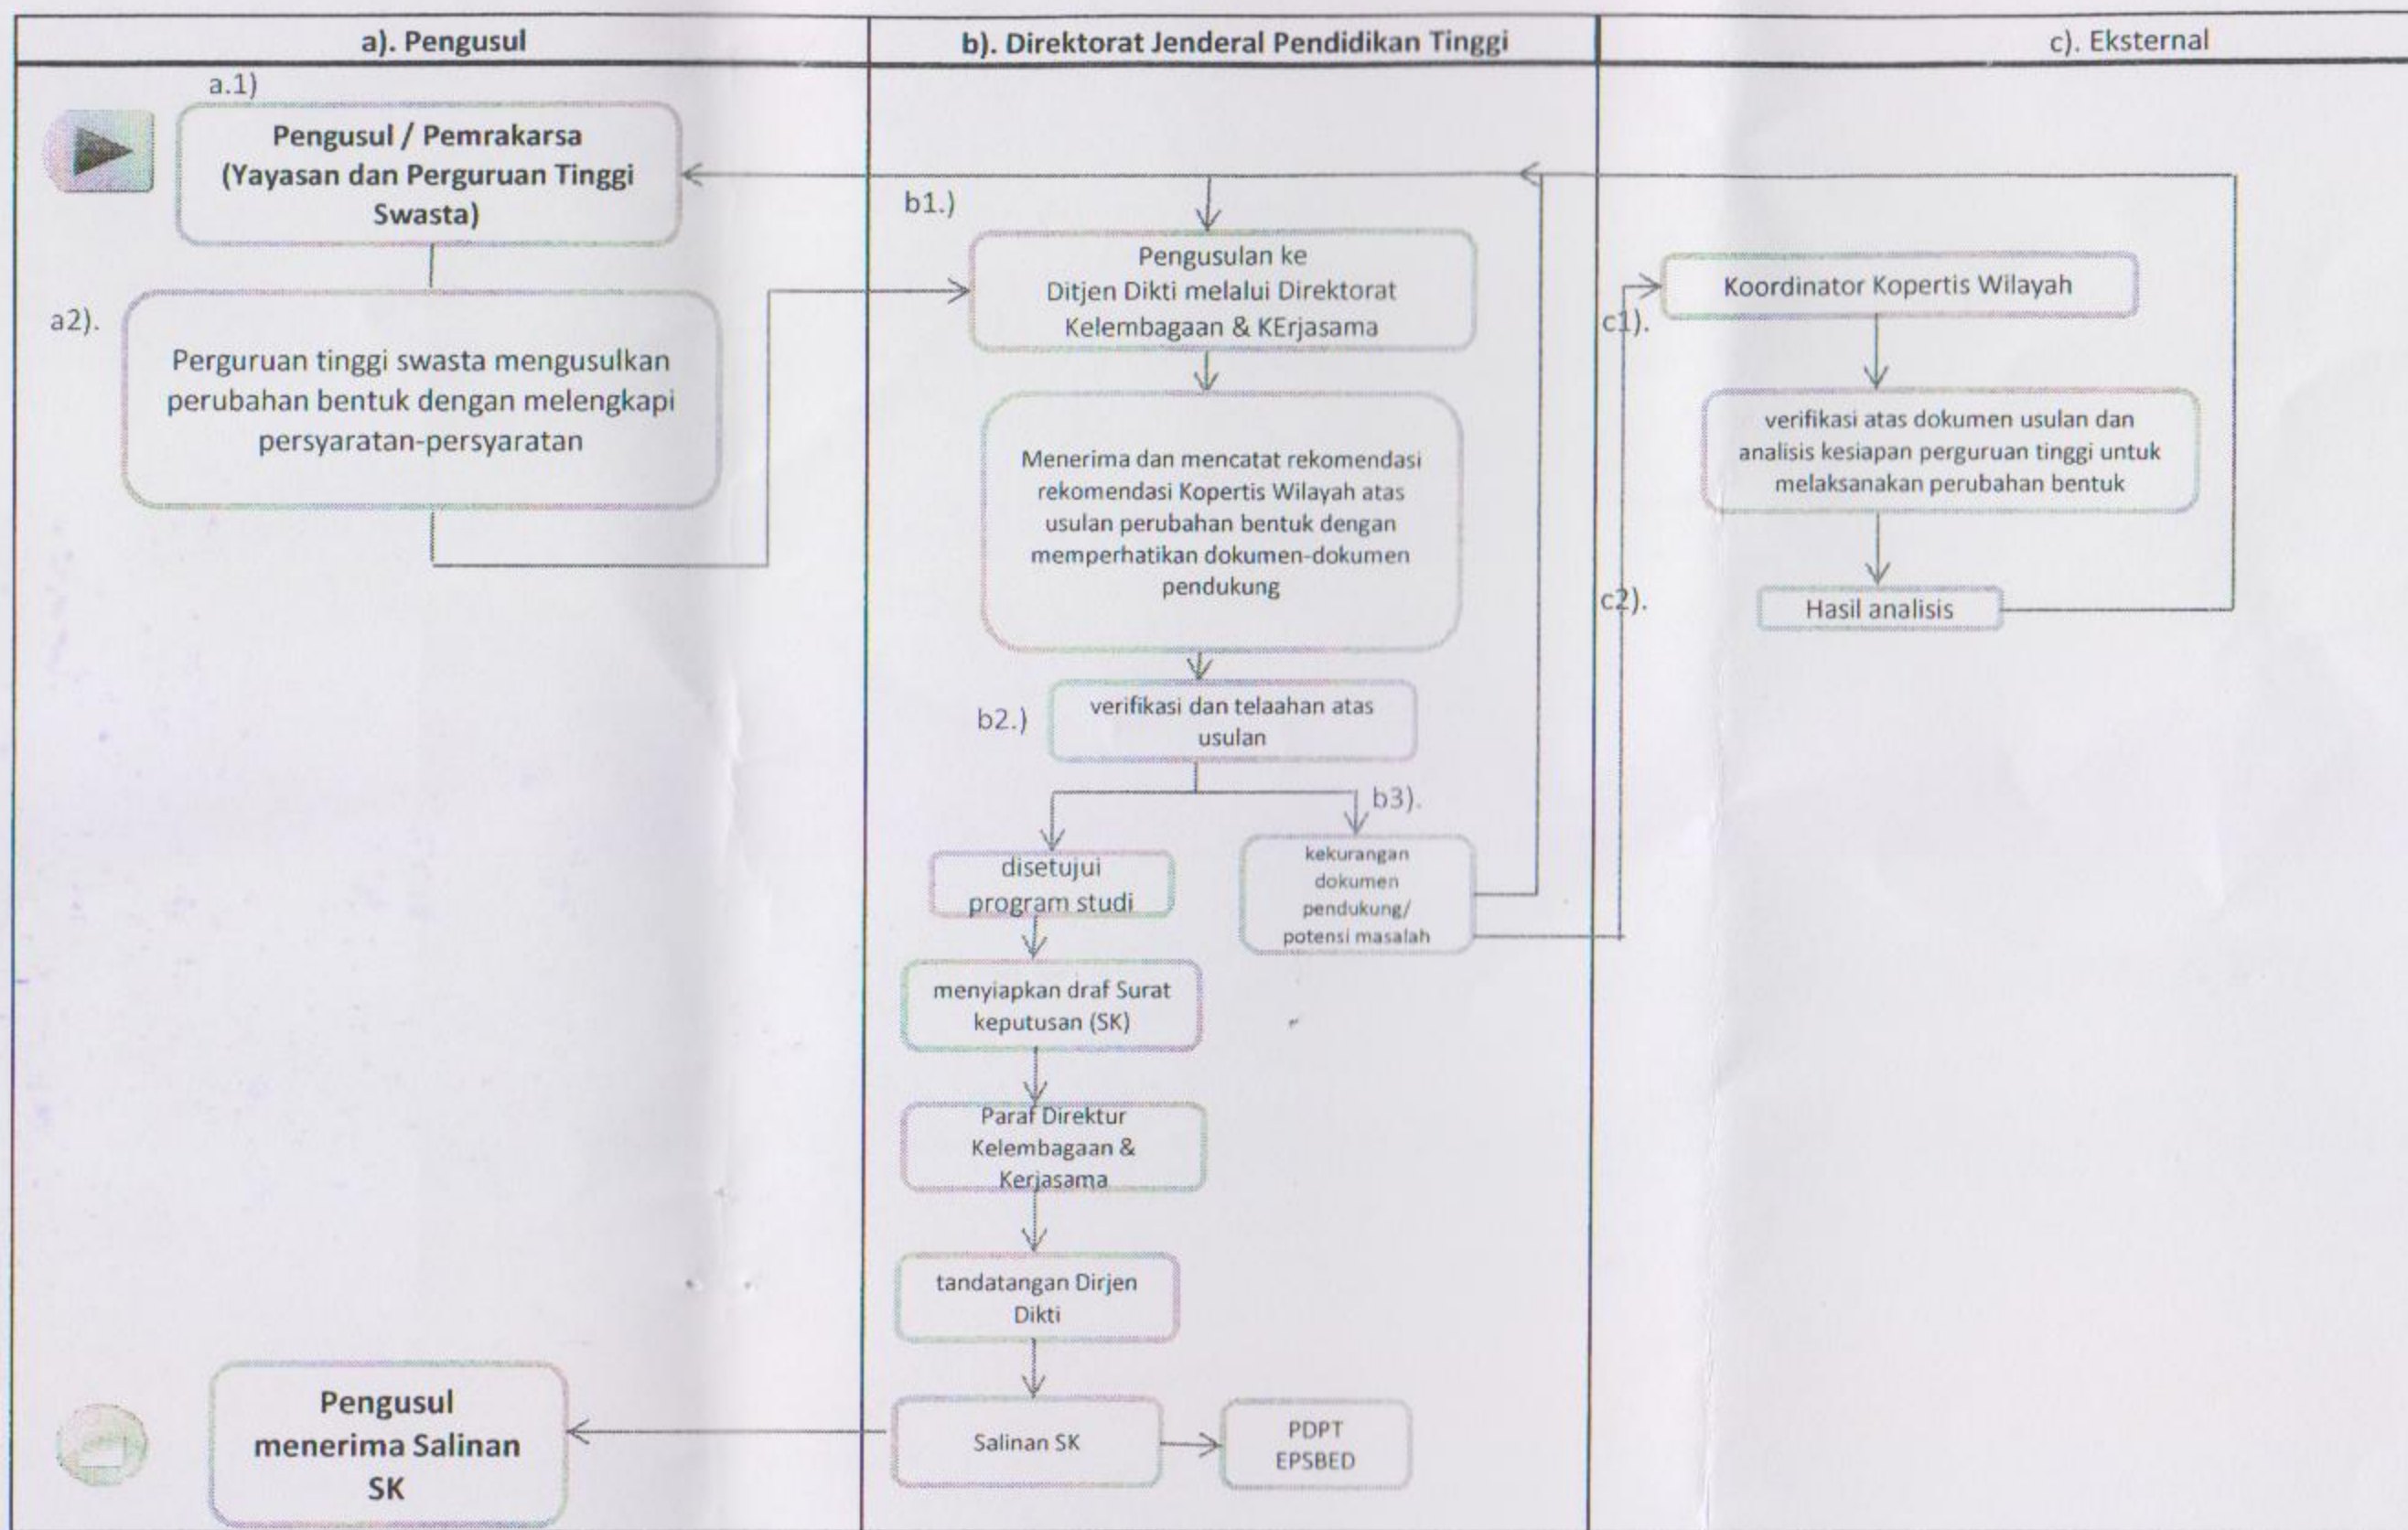 a). Pengusul
b). Direktorat Jenderal Pendidikan Tinggi
c). Eksternal
a.1)
Pengusul / Pemrakarsa
(Yayasan dan Perguruan Tinggi
Swasta)
a2).
Perguruan tinggi swasta mengusulkan
perubahan bentuk dengan melengkapi
persyaratan-persyaratan
Pengusul
menerima Salinan
SK
b1.)
Pengusulan ke
Ditjen Dikti melalui Direktorat
Kelembagaan & KErjasama
Menerima dan mencatat rekomendasi
rekomendasi Kopertis Wilayah atas
usulan perubahan bentuk dengan
memperhatikan dokumen-dokumen
pendukung
b2.)
verifikasi dan telaahan atas
usulan
b3).
disetujui
program studi
kekurangan
dokumen
pendukung/
potensi masalah
menyiapkan draf Surat
keputusan (SK)
Paraf Direktur
Kelembagaan &
Kerjasama
tandatangan Dirjen
Dikti
Salinan SK
PDPT
EPSBED
c1).
Koordinator Kopertis Wilayah
verifikasi atas dokumen usulan dan
analisis kesiapan perguruan tinggi untuk
melaksanakan perubahan bentuk
c2).
Hasil analisis